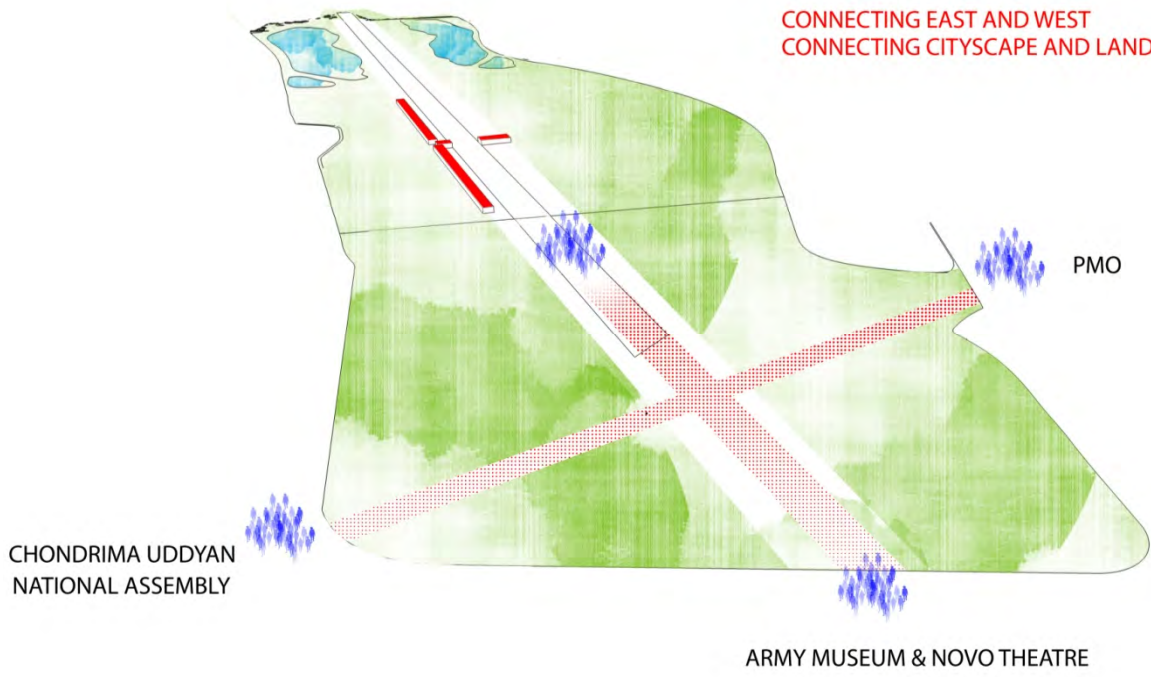 CONNECTING EAST AND WEST
CONNECTING CITYSCAPE AND LAND
PMO
CHONDRIMA UDDYAN
NATIONAL ASSEMBLY
ARMY MUSEUM & NOVO THEATRE